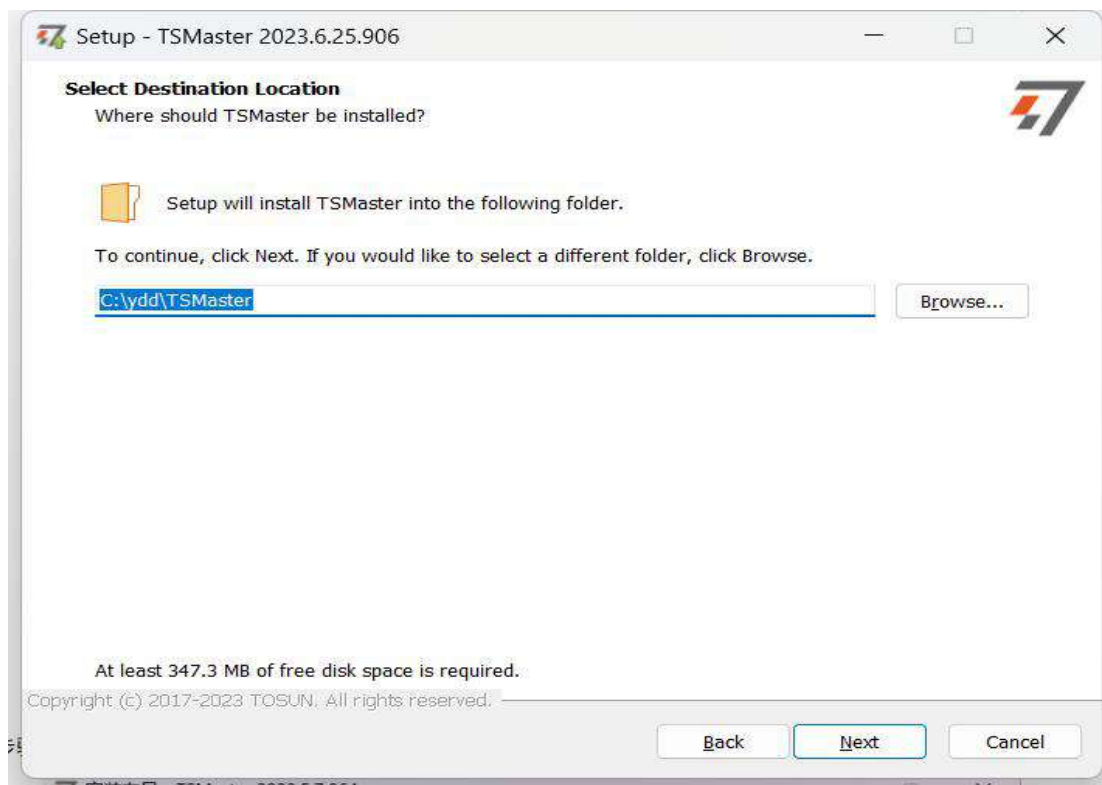 Setup - TSMaster 2023.6.25.906
Select Destination Location
Where should TSMaster be installed?
Setup will install TSMaster into the following folder.
To continue, click Next. If you would like to select a different folder, click Browse.
C:\ydd\TSMaster
Browse...
At least 347.3 MB of free disk space is required.
Copyright (c) 2017-2023 TOSUN. All rights reserved.
Back
Next
Cancel